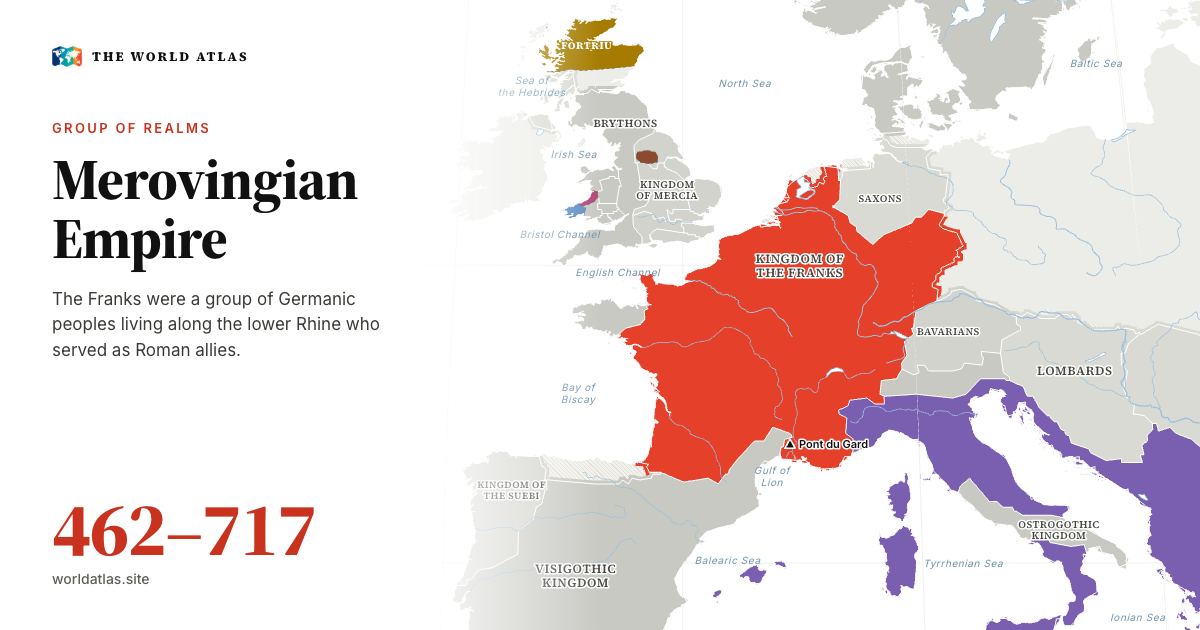 THE WORLD ATLAS
GROUP OF REALMS
Merovingian
Empire
The Franks were a group of Germanic
peoples living along the lower Rhine who
served as Roman allies.
462–717
worldatlas.site
FORTRIU
Sea of
the Hebrides
North Sea
Baltic Sea
BRYTHONS
Irish Sea
KINGDOM
OF MERCIA
SAXONS
Bristol Channel
English Channel
KINGDOM OF
THE FRANKS
BAVARIANS
LOMBARDS
Bay of
Biscay
Pont du Gard
Gulf of
Lion
KINGDOM OF
THE SUEBI
OSTROGOTHIC
KINGDOM
VISIGOTHIC
KINGDOM
Balearic Sea
Tyrrhenian Sea
Ionian Sea